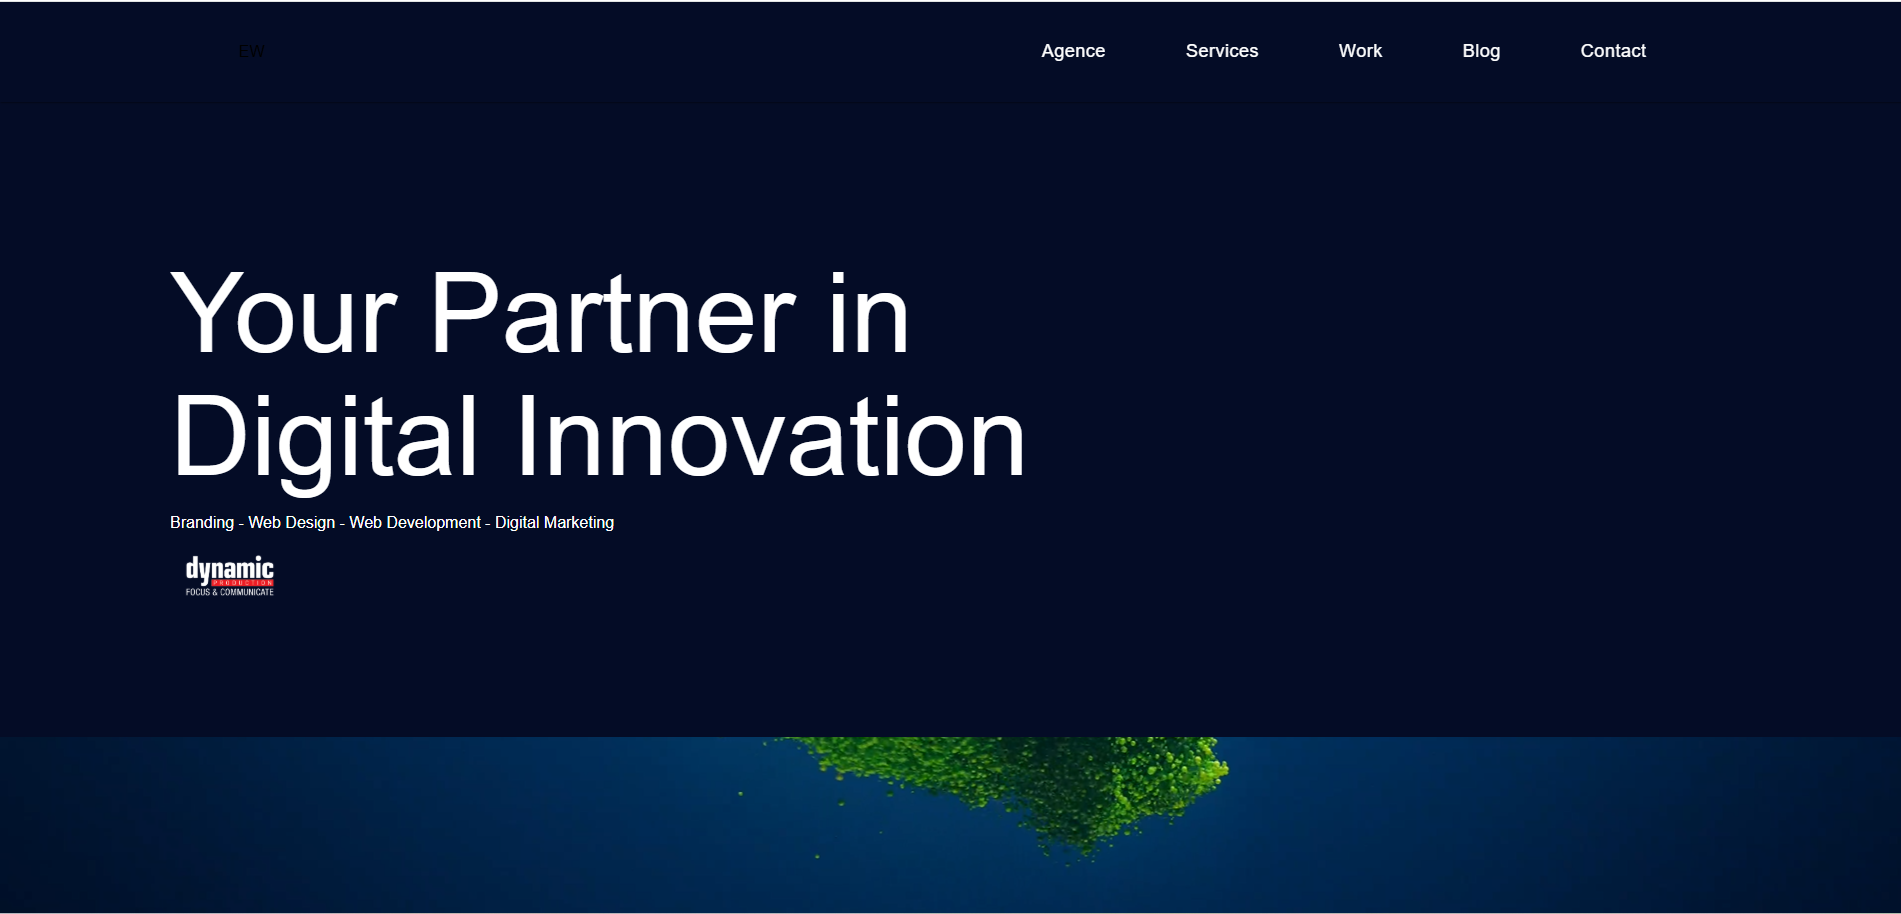 EW
Agence Services Work Blog Contact
Your Partner in
Digital Innovation
Branding - Web Design - Web Development - Digital Marketing
dynamic
PRODUCTION
FOCUS & COMMUNICATE